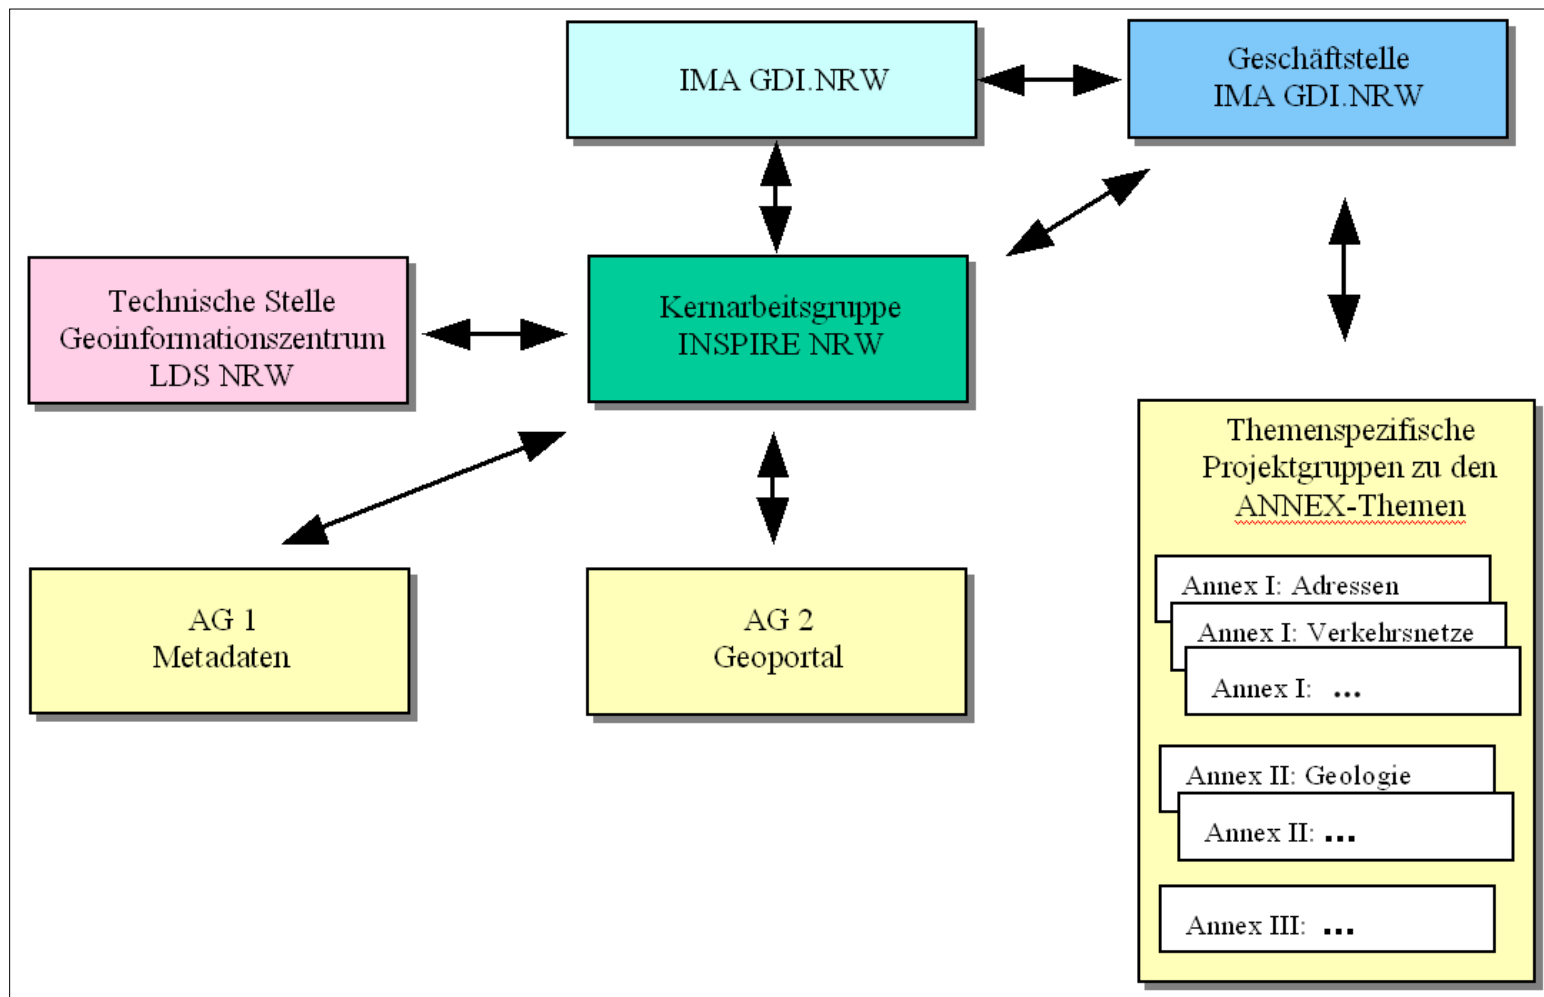 IMA GDI.NRW
Geschäftstelle
IMA GDI.NRW
Technische Stelle
Geoinformationszentrum
LDS NRW
Kernarbeitsgruppe
INSPIRE NRW
AG 1
Metadaten
AG 2
Geoportal
Themenspezifische
Projektgruppen zu den
ANNEX-Themen
Annex I: Adressen
Annex I: Verkehrsnetze
Annex I: ...
Annex II: Geologie
Annex II: ...
Annex III: ...